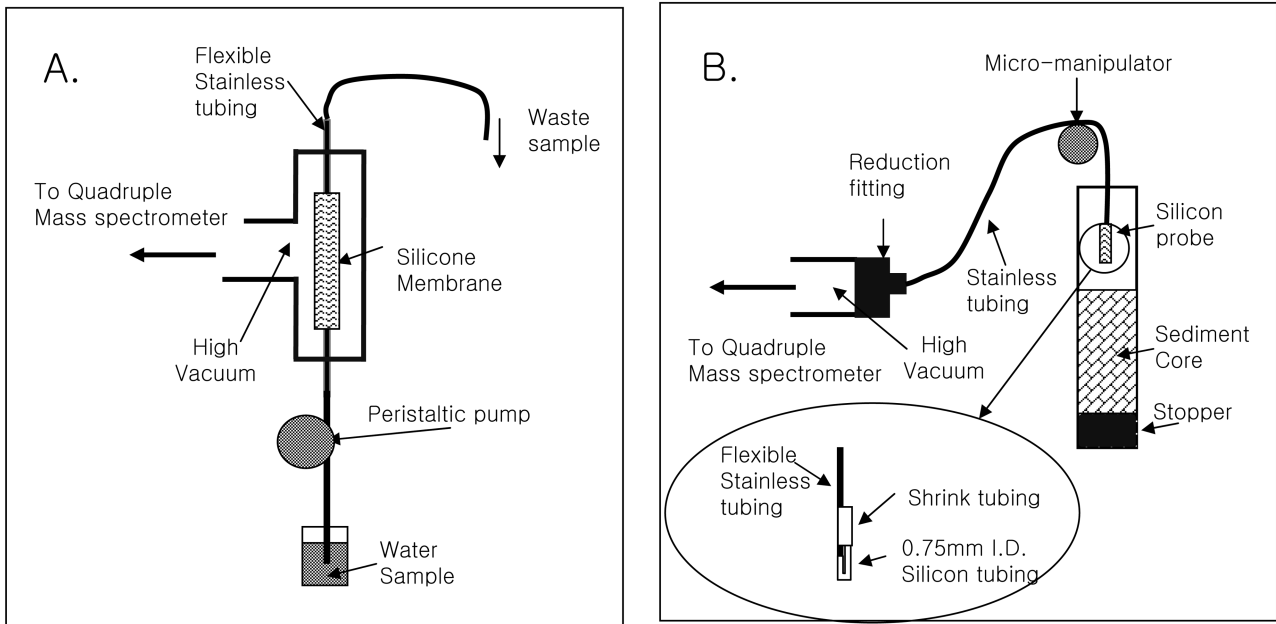 A.
Flexible
Stainless
tubing
Waste
sample
To Quadruple
Mass spectrometer
Silicone
Membrane
High
Vacuum
Peristaltic pump
Water
Sample
B.
Micro-manipulator
Reduction
fitting
Silicon
probe
Stainless
tubing
To Quadruple
Mass spectrometer
High
Vacuum
Sediment
Core
Stopper
Flexible
Stainless
tubing
Shrink tubing
0.75mm I.D.
Silicon tubing